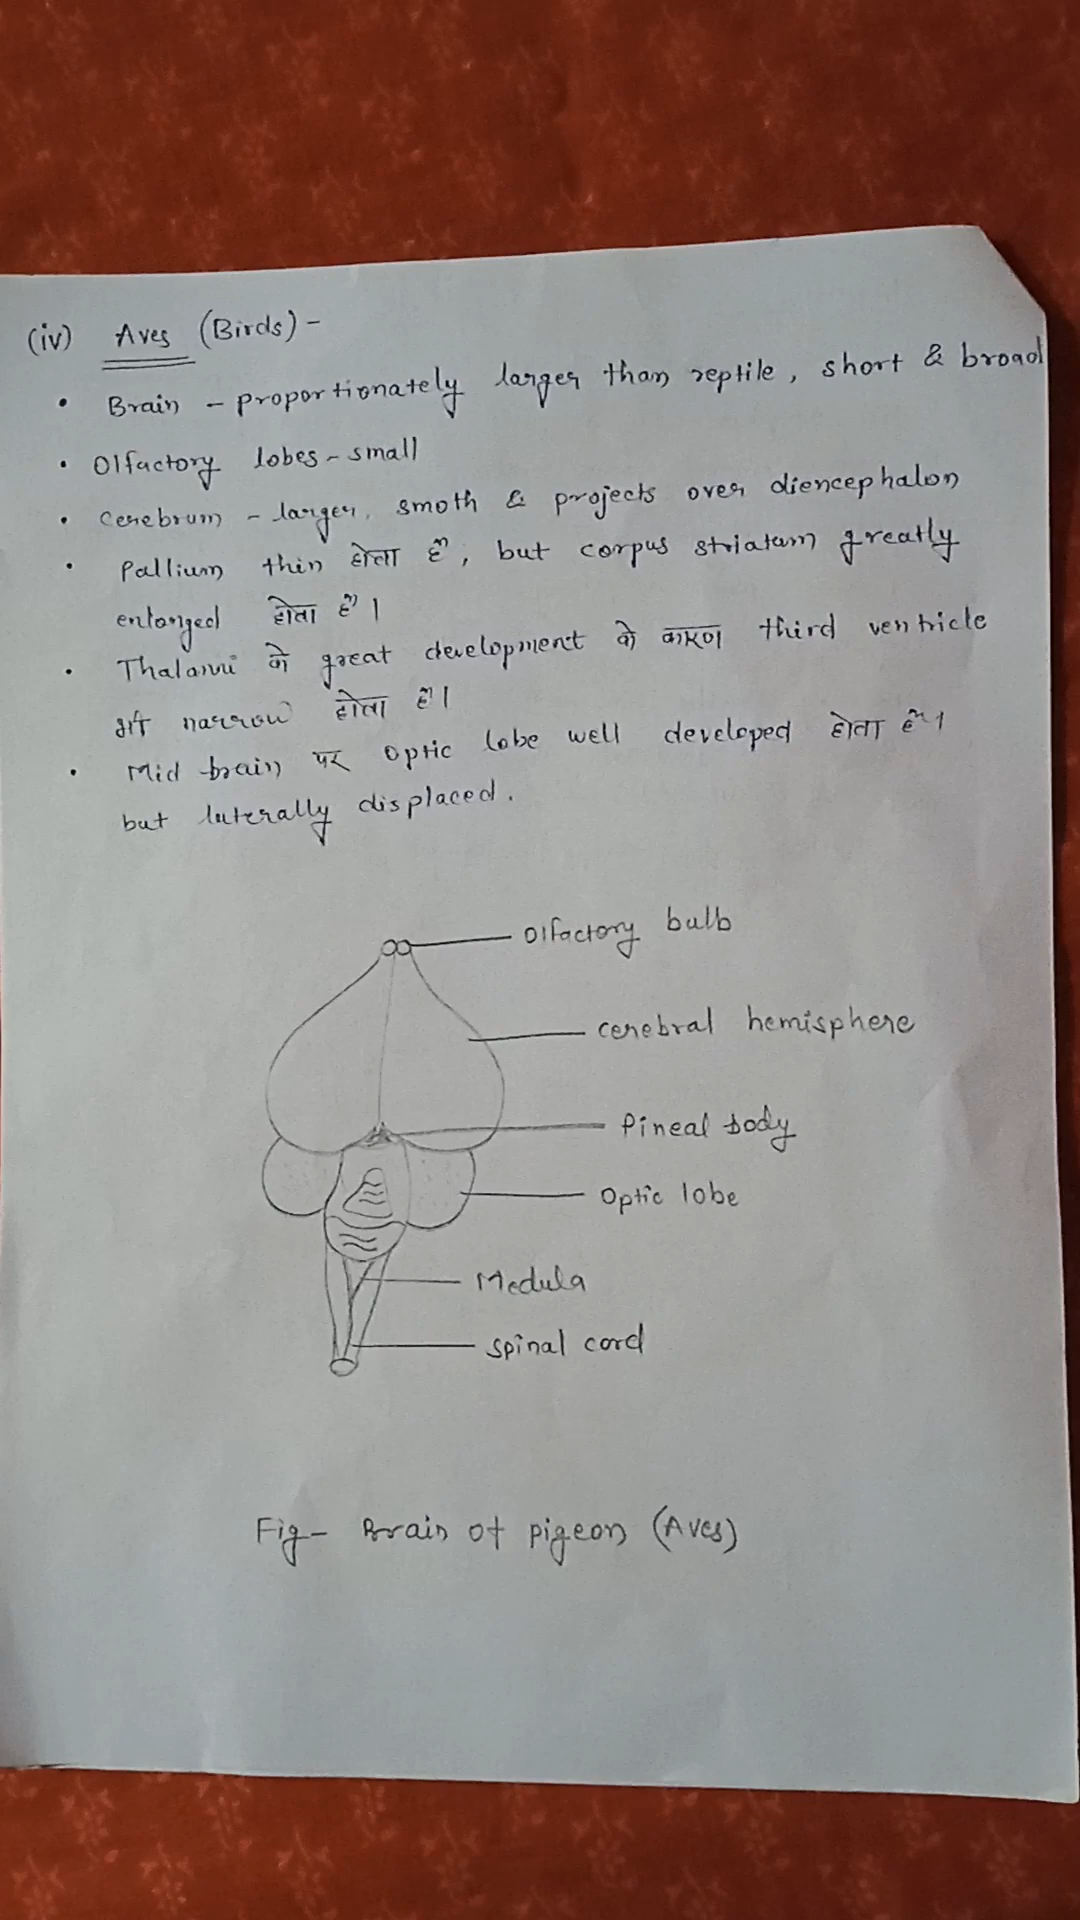 (iv) Aves (Birds) -
• Brain - proportionately larger than reptile, short & broad
• Olfactory lobes - small
• Cerebrum - larger, smoth & projects over diencephalon
• Pallium thin होता है, but corpus striatum greatly
enlarged होता है।
• Thalami के great development के कारण third ventricle
narrow होता है।
• Mid brain पर optic lobe well developed होता है।
but laterally displaced.
Olfactory bulb
Cerebral hemisphere
Pineal body
Optic lobe
Medula
Spinal cord
Fig- Brain of pigeon (Aves)